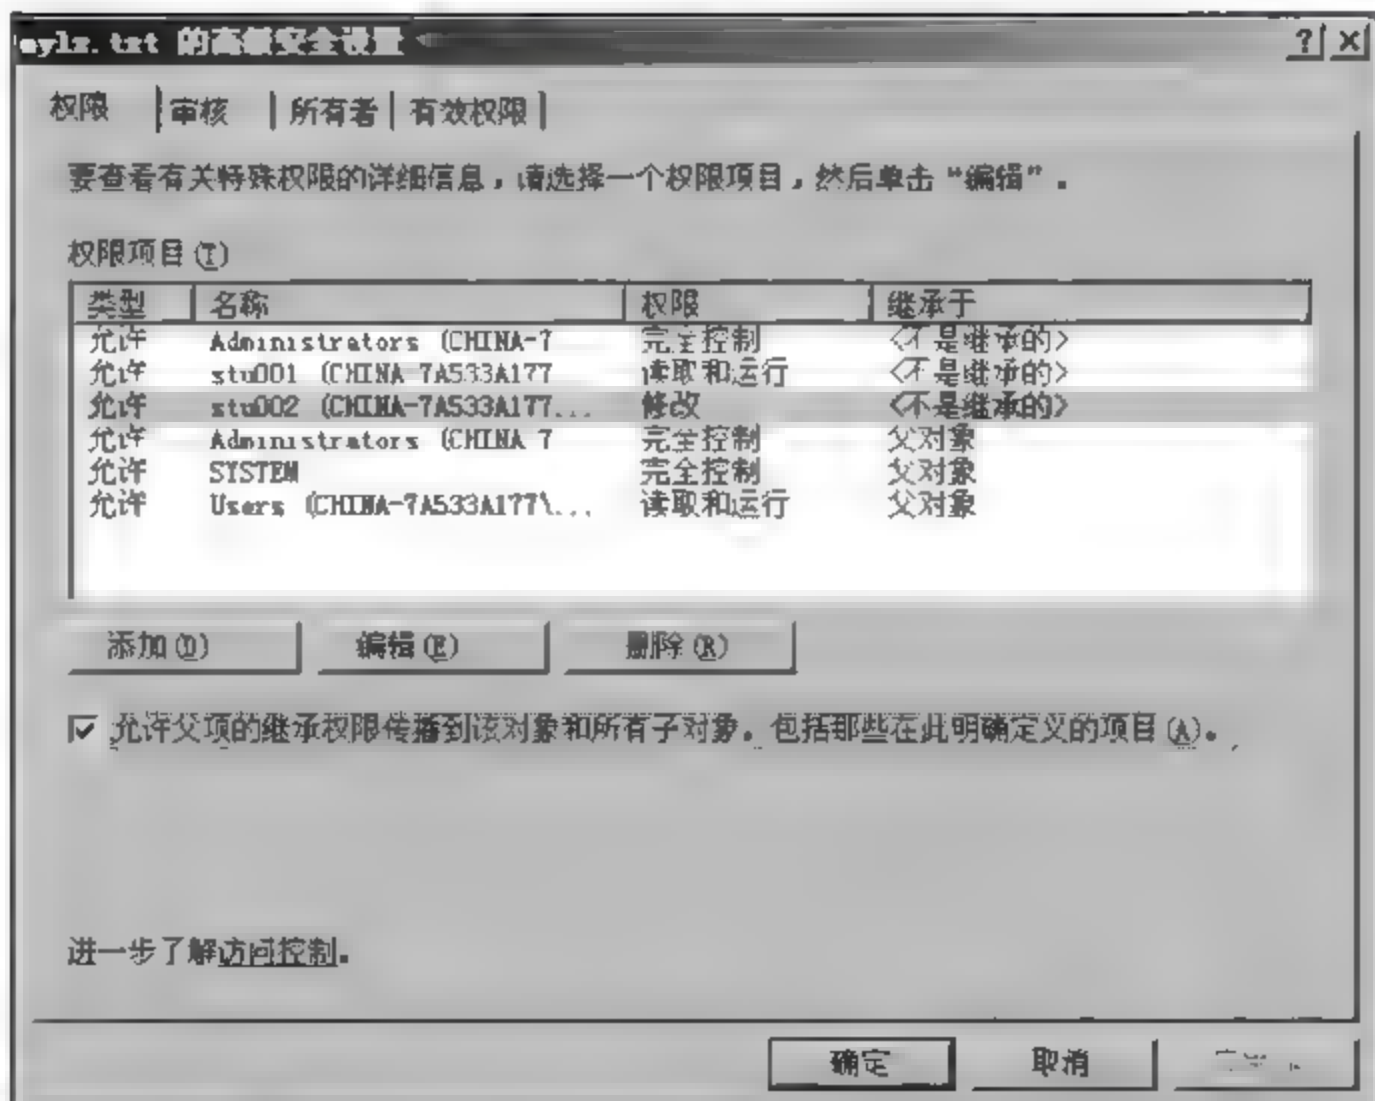 的高级安全设置
权限 审核 所有者 有效权限
要查看有关特殊权限的详细信息，请选择一个权限项目，然后单击“编辑”。
权限项目(T)
类型 名称 权限 继承于
允许 Administrators (CHINA-7 完全控制 <不是继承的>
允许 stu001 (CHINA-7A533A177 读取和运行 <不是继承的>
允许 stu002 (CHINA-7A533A177... 修改 <不是继承的>
允许 Administrators (CHINA 7 完全控制 父对象
允许 SYSTEM 完全控制 父对象
允许 Users (CHINA-7A533A177\... 读取和运行 父对象
添加(D) 编辑(E) 删除(R)
允许父项的继承权限传播到该对象和所有子对象。包括那些在此明确定义的项目(A)。
进一步了解访问控制。
确定 取消